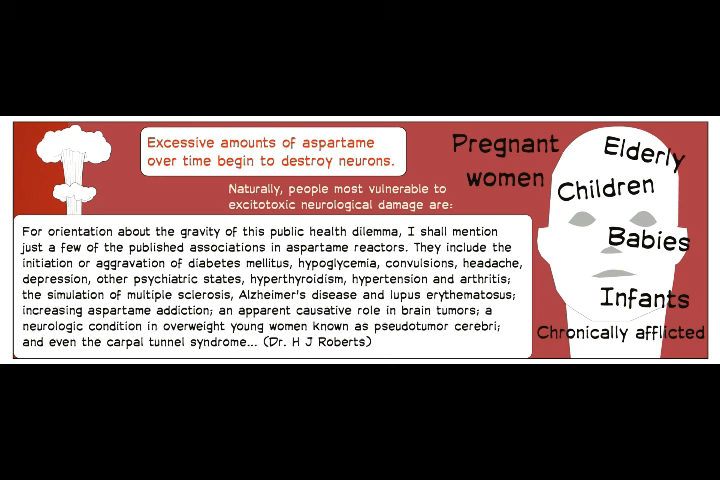 Excessive amounts of aspartame
over time begin to destroy neurons.
Naturally, people most vulnerable to
excitotoxic neurological damage are:
Pregnant
women
Elderly
Children
Babies
Infants
Chronically afflicted
For orientation about the gravity of this public health dilemma, I shall mention
just a few of the published associations in aspartame reactors. They include the
initiation or aggravation of diabetes mellitus, hypoglycemia, convulsions, headache,
depression, other psychiatric states, hyperthyroidism, hypertension and arthritis;
the simulation of multiple sclerosis, Alzheimer's disease and lupus erythematosus;
increasing aspartame addiction; an apparent causative role in brain tumors; a
neurologic condition in overweight young women known as pseudotumor cerebri;
and even the carpal tunnel syndrome... (Dr. H J Roberts)